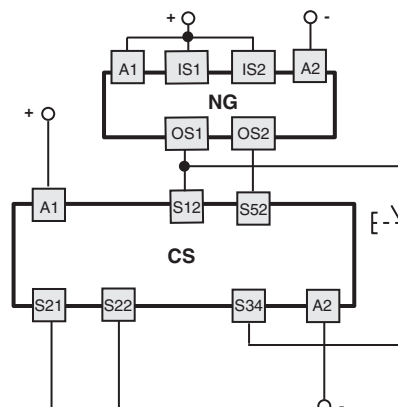 + -
A1 IS1 IS2 A2
NG
OS1 OS2
+
A1 S12 S52
CS
S21 S22 S34 A2
-